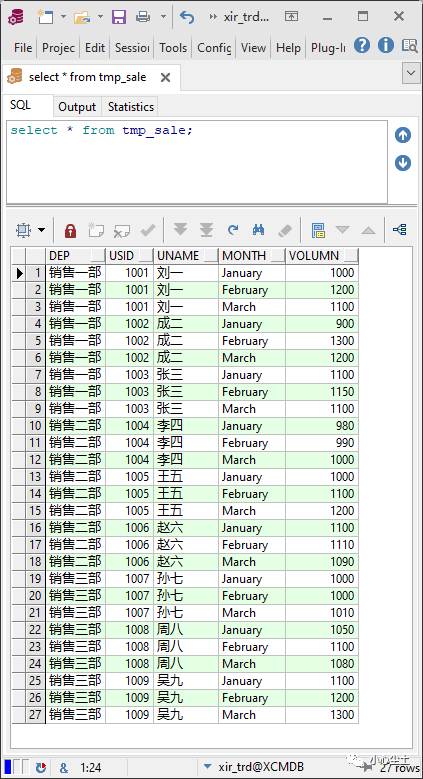 xir_trd@...
File Projec Edit Session Tools Config View Help Plug-In
select * from tmp_sale
SQL Output Statistics
select * from tmp_sale;
DEP USID UNAME MONTH VOLUMN
1 销售一部 1001 刘一 January 1000
2 销售一部 1001 刘一 February 1200
3 销售一部 1001 刘一 March 1100
4 销售一部 1002 成二 January 900
5 销售一部 1002 成二 February 1300
6 销售一部 1002 成二 March 1200
7 销售一部 1003 张三 January 1100
8 销售一部 1003 张三 February 1150
9 销售一部 1003 张三 March 1100
10 销售二部 1004 李四 January 980
11 销售二部 1004 李四 February 990
12 销售二部 1004 李四 March 1000
13 销售二部 1005 王五 January 1000
14 销售二部 1005 王五 February 1100
15 销售二部 1005 王五 March 1200
16 销售二部 1006 赵六 January 1100
17 销售二部 1006 赵六 February 1110
18 销售二部 1006 赵六 March 1090
19 销售三部 1007 孙七 January 1000
20 销售三部 1007 孙七 February 1000
21 销售三部 1007 孙七 March 1010
22 销售三部 1008 周八 January 1050
23 销售三部 1008 周八 February 1100
24 销售三部 1008 周八 March 1080
25 销售三部 1009 吴九 January 1100
26 销售三部 1009 吴九 February 1200
27 销售三部 1009 吴九 March 1300
小心尘土
& 1:24 xir_trd@XCMDB 27 rows